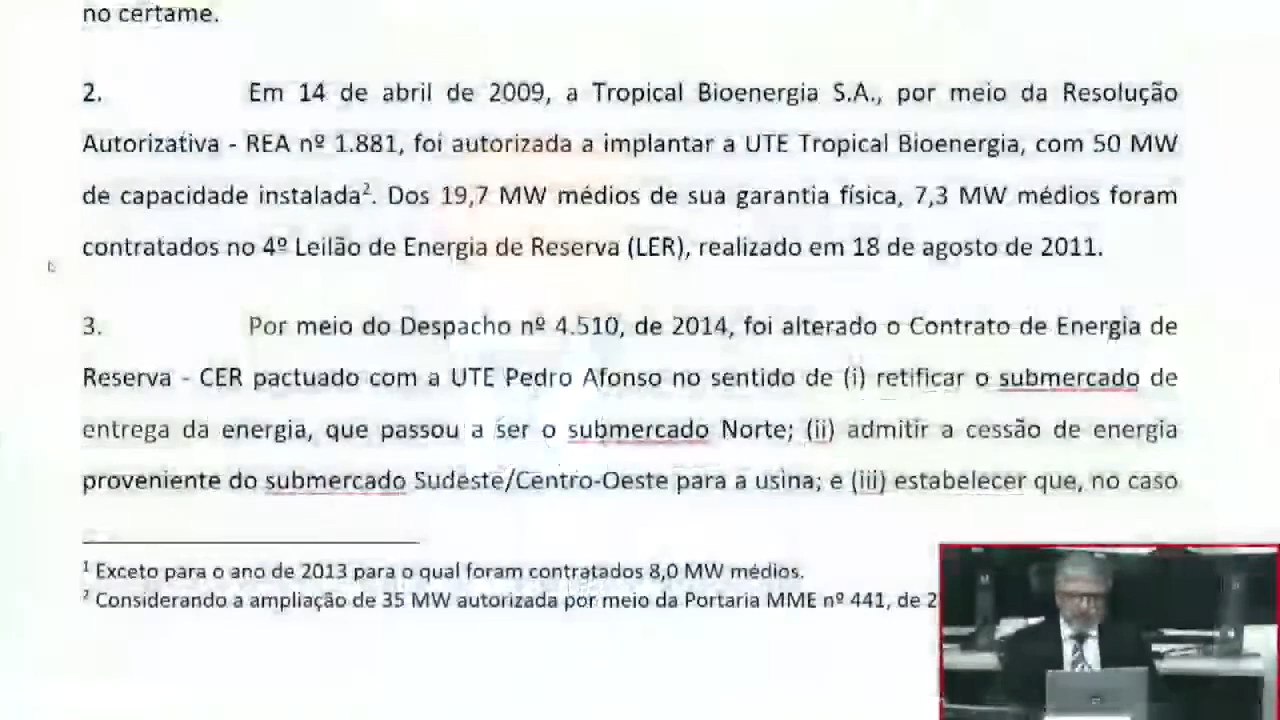 no certame.
2. Em 14 de abril de 2009, a Tropical Bioenergia S.A., por meio da Resolução
Autorizativa - REA nº 1.881, foi autorizada a implantar a UTE Tropical Bioenergia, com 50 MW
de capacidade instalada². Dos 19,7 MW médios de sua garantia física, 7,3 MW médios foram
contratados no 4º Leilão de Energia de Reserva (LER), realizado em 18 de agosto de 2011.
3. Por meio do Despacho nº 4.510, de 2014, foi alterado o Contrato de Energia de
Reserva - CER pactuado com a UTE Pedro Afonso no sentido de (i) retificar o submercado de
entrega da energia, que passou a ser o submercado Norte; (ii) admitir a cessão de energia
proveniente do submercado Sudeste/Centro-Oeste para a usina; e (iii) estabelecer que, no caso
¹ Exceto para o ano de 2013 para o qual foram contratados 8,0 MW médios.
² Considerando a ampliação de 35 MW autorizada por meio da Portaria MME nº 441, de 2